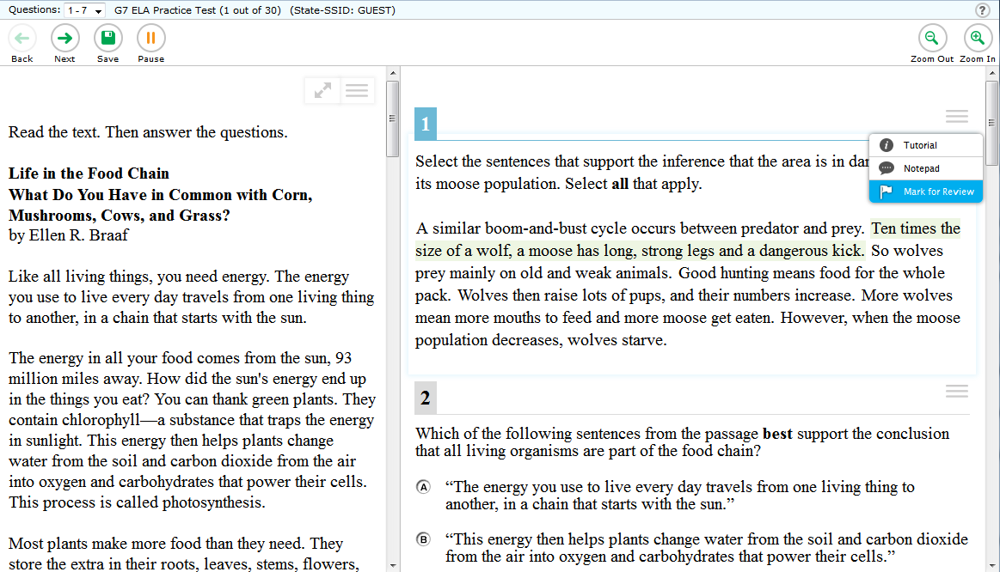 Questions: 1 - 7 G7 ELA Practice Test (1 out of 30) (State-SSID: GUEST) ?
Back Next Save Pause Zoom Out Zoom In
Read the text. Then answer the questions.
Life in the Food Chain
What Do You Have in Common with Corn,
Mushrooms, Cows, and Grass?
by Ellen R. Braaf
Like all living things, you need energy. The energy
you use to live every day travels from one living thing
to another, in a chain that starts with the sun.
The energy in all your food comes from the sun, 93
million miles away. How did the sun's energy end up
in the things you eat? You can thank green plants. They
contain chlorophyll—a substance that traps the energy
in sunlight. This energy then helps plants change
water from the soil and carbon dioxide from the air
into oxygen and carbohydrates that power their cells.
This process is called photosynthesis.
Most plants make more food than they need. They
store the extra in their roots, leaves, stems, flowers,
1
Select the sentences that support the inference that the area is in
its moose population. Select all that apply.
Tutorial
Notepad
Mark for Review
A similar boom-and-bust cycle occurs between predator and prey. Ten times the
size of a wolf, a moose has long, strong legs and a dangerous kick. So wolves
prey mainly on old and weak animals. Good hunting means food for the whole
pack. Wolves then raise lots of pups, and their numbers increase. More wolves
mean more mouths to feed and more moose get eaten. However, when the moose
population decreases, wolves starve.
2
Which of the following sentences from the passage best support the conclusion
that all living organisms are part of the food chain?
A “The energy you use to live every day travels from one living thing to
another, in a chain that starts with the sun.”
B “This energy then helps plants change water from the soil and carbon dioxide
from the air into oxygen and carbohydrates that power their cells.”